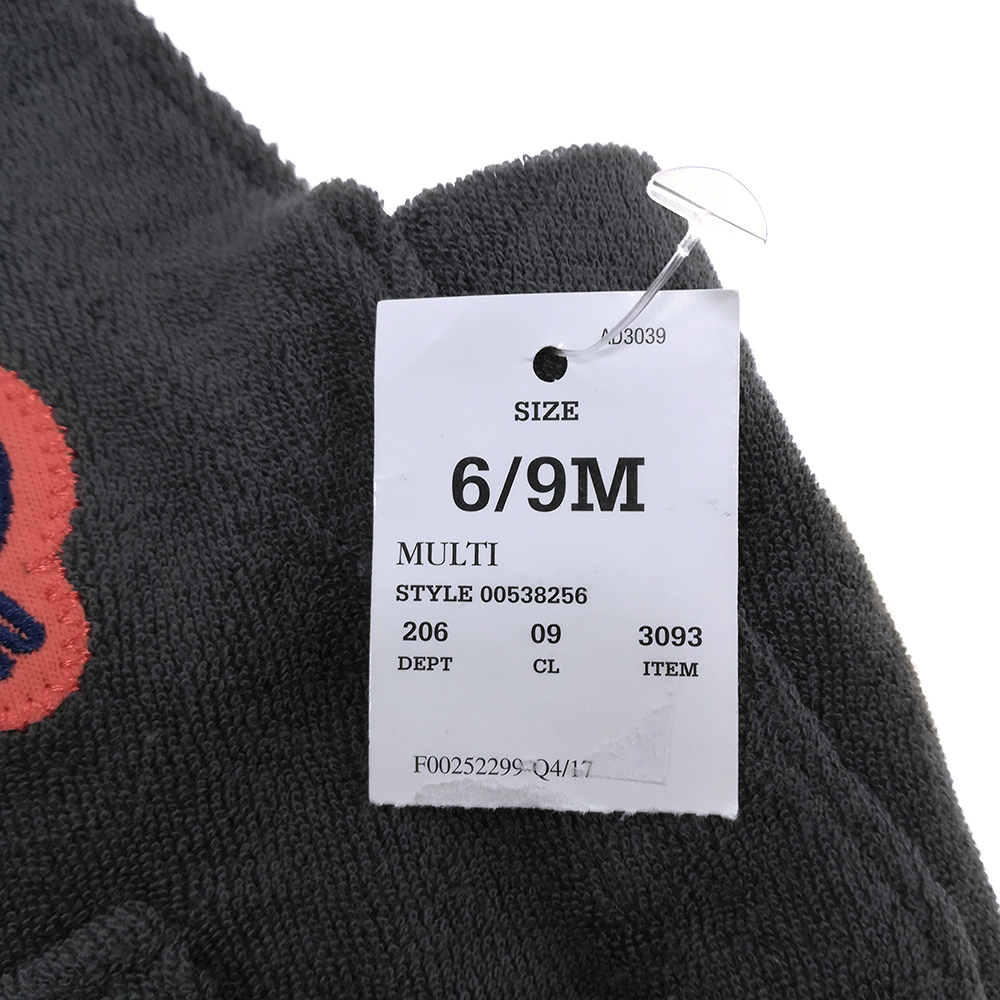 AD3039
SIZE
6/9M
MULTI
STYLE 00538256
206 09 3093
DEPT CL ITEM
F00252299-Q4/17